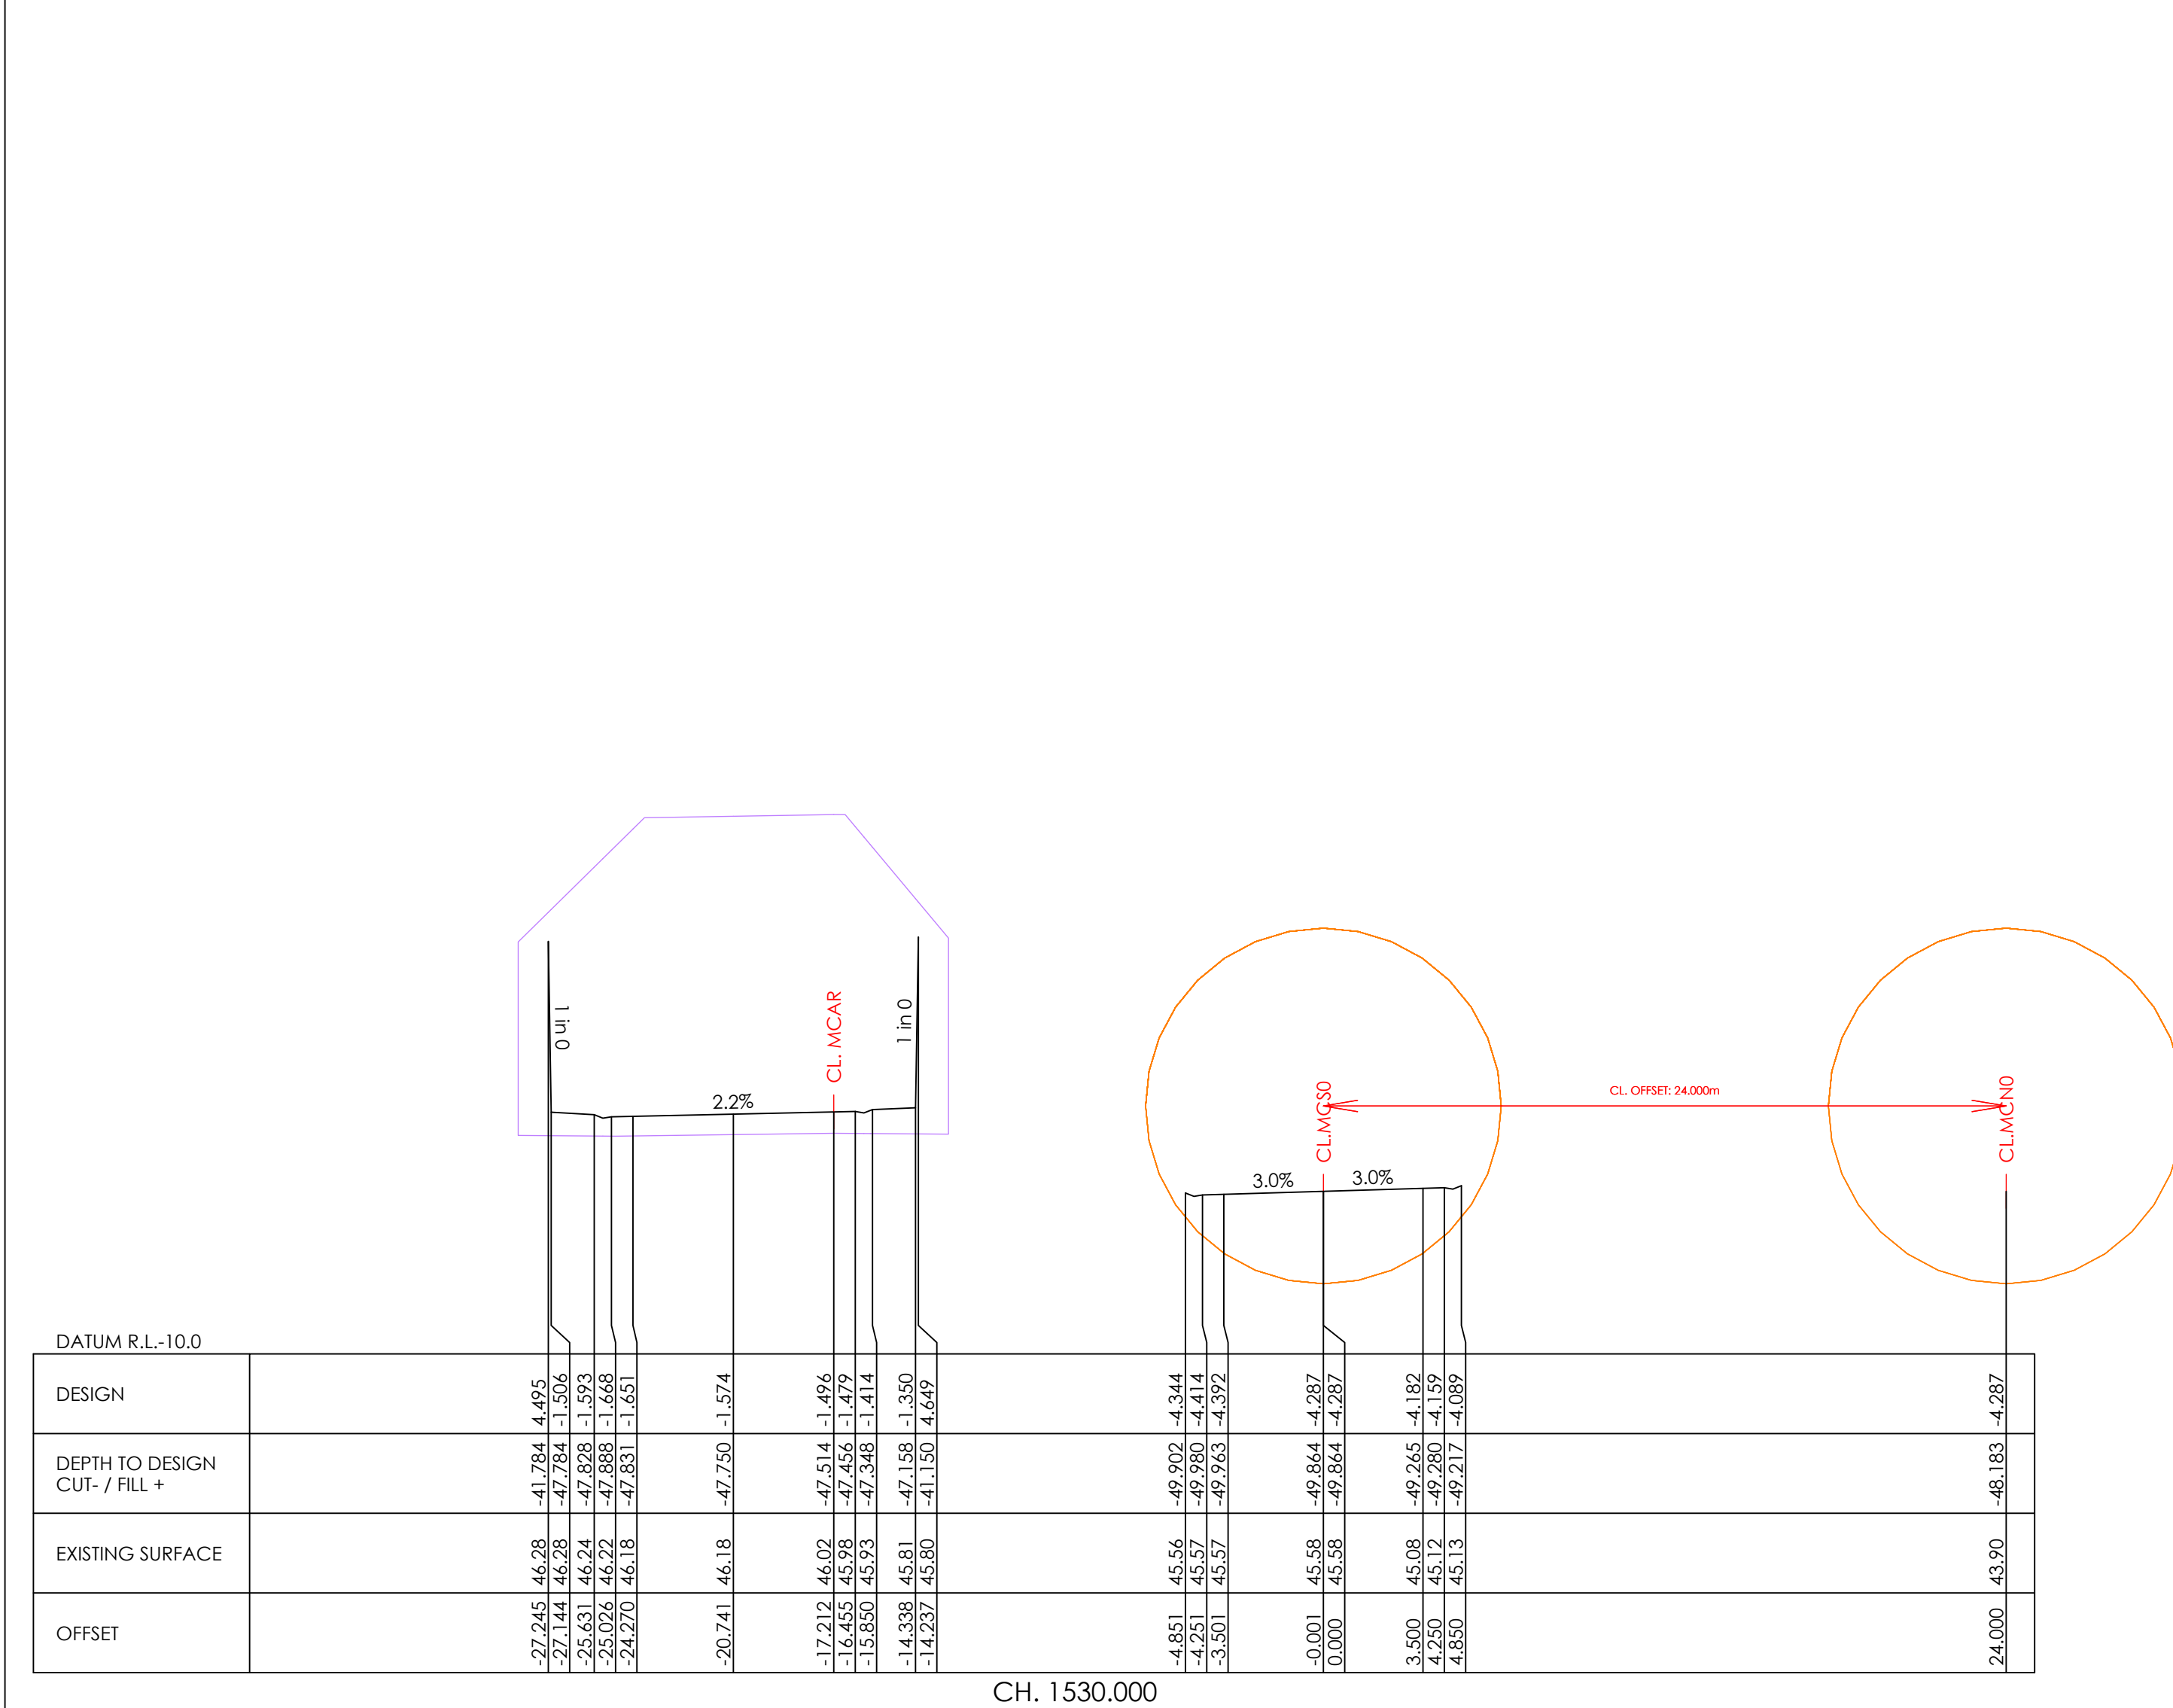 1 in 0
2.2%
CL. MCAR
1 in 0
3.0%
CL.MCS0
3.0%
CL. OFFSET: 24.000m
CL.MCN0
DATUM R.L.-10.0
DESIGN 4.495 -1.506 -1.593 -1.668 -1.651 -1.574 -1.496 -1.479 -1.414 -1.350 4.649 -4.344 -4.414 -4.392 -4.287 -4.287 -4.182 -4.159 -4.089 -4.287
DEPTH TO DESIGN
CUT- / FILL + -41.784 -47.784 -47.828 -47.888 -47.831 -47.750 -47.514 -47.456 -47.348 -47.158 -41.150 -49.902 -49.980 -49.963 -49.864 -49.864 -49.265 -49.280 -49.217 -48.183
EXISTING SURFACE 46.28 46.28 46.24 46.22 46.18 46.18 46.02 45.98 45.93 45.81 45.80 45.56 45.57 45.57 45.58 45.58 45.08 45.12 45.13 43.90
OFFSET -27.245 -27.144 -25.631 -25.026 -24.270 -20.741 -17.212 -16.455 -15.850 -14.338 -14.237 -4.851 -4.251 -3.501 -0.001 0.000 3.500 4.250 4.850 24.000
CH. 1530.000